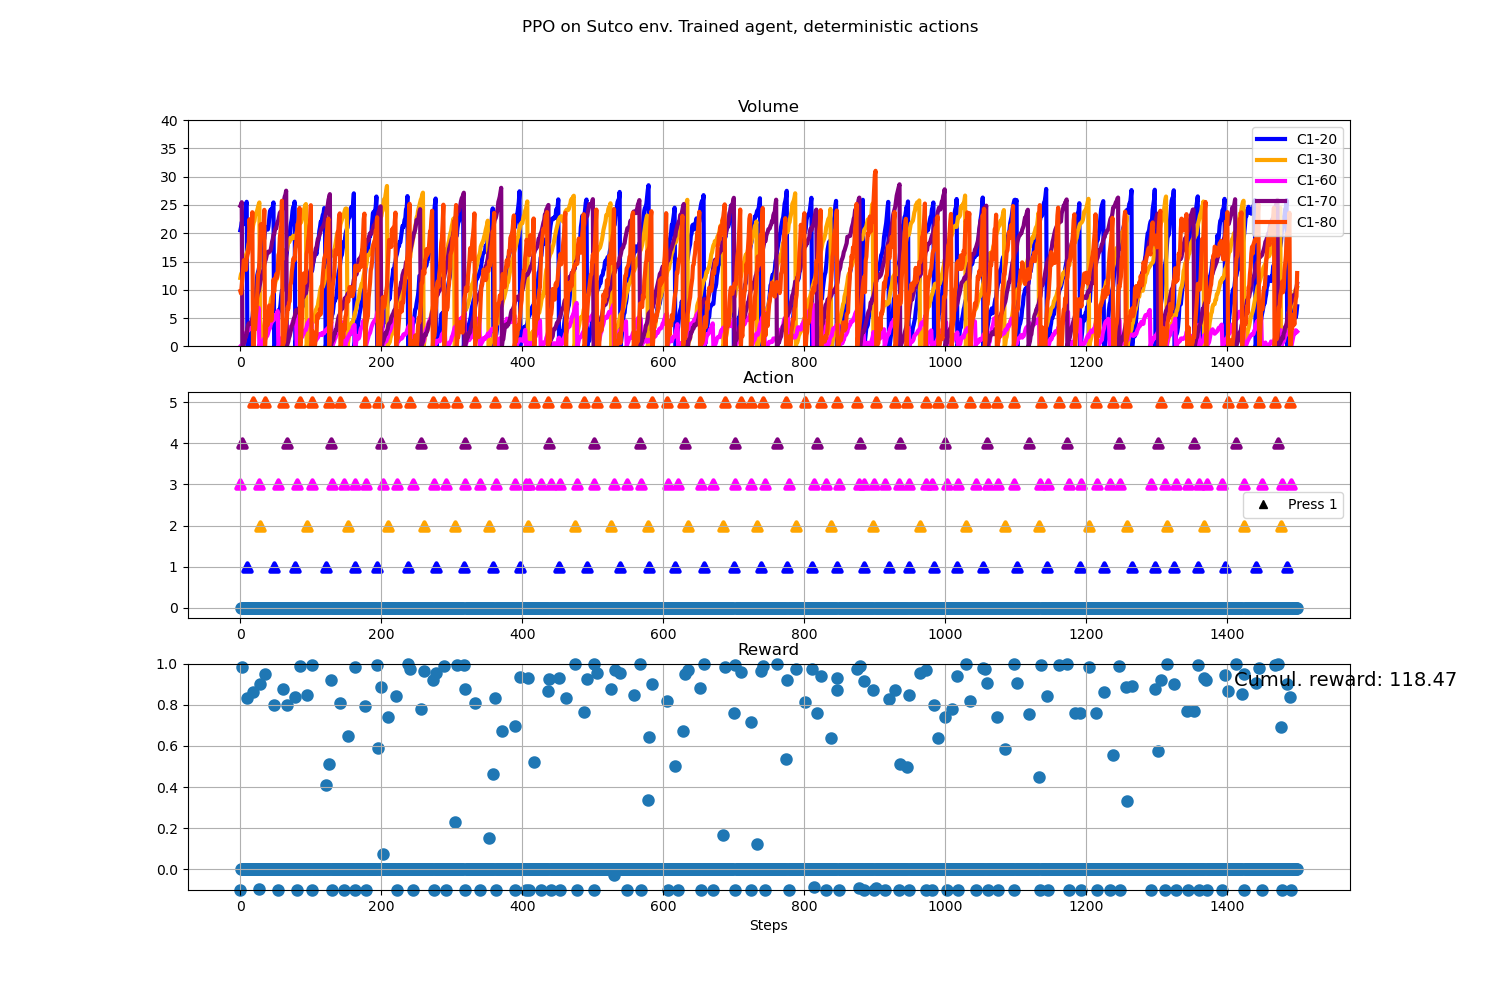 PPO on Sutco env. Trained agent, deterministic actions
Volume
40
35
30
25
20
15
10
5
0
C1-20
C1-30
C1-60
C1-70
C1-80
0 200 400 600 800 1000 1200 1400
Action
5
4
3
2
1
0
Press 1
0 200 400 600 800 1000 1200 1400
Reward
1.0
0.8
0.6
0.4
0.2
0.0
Cumul. reward: 118.47
0 200 400 600 800 1000 1200 1400
Steps